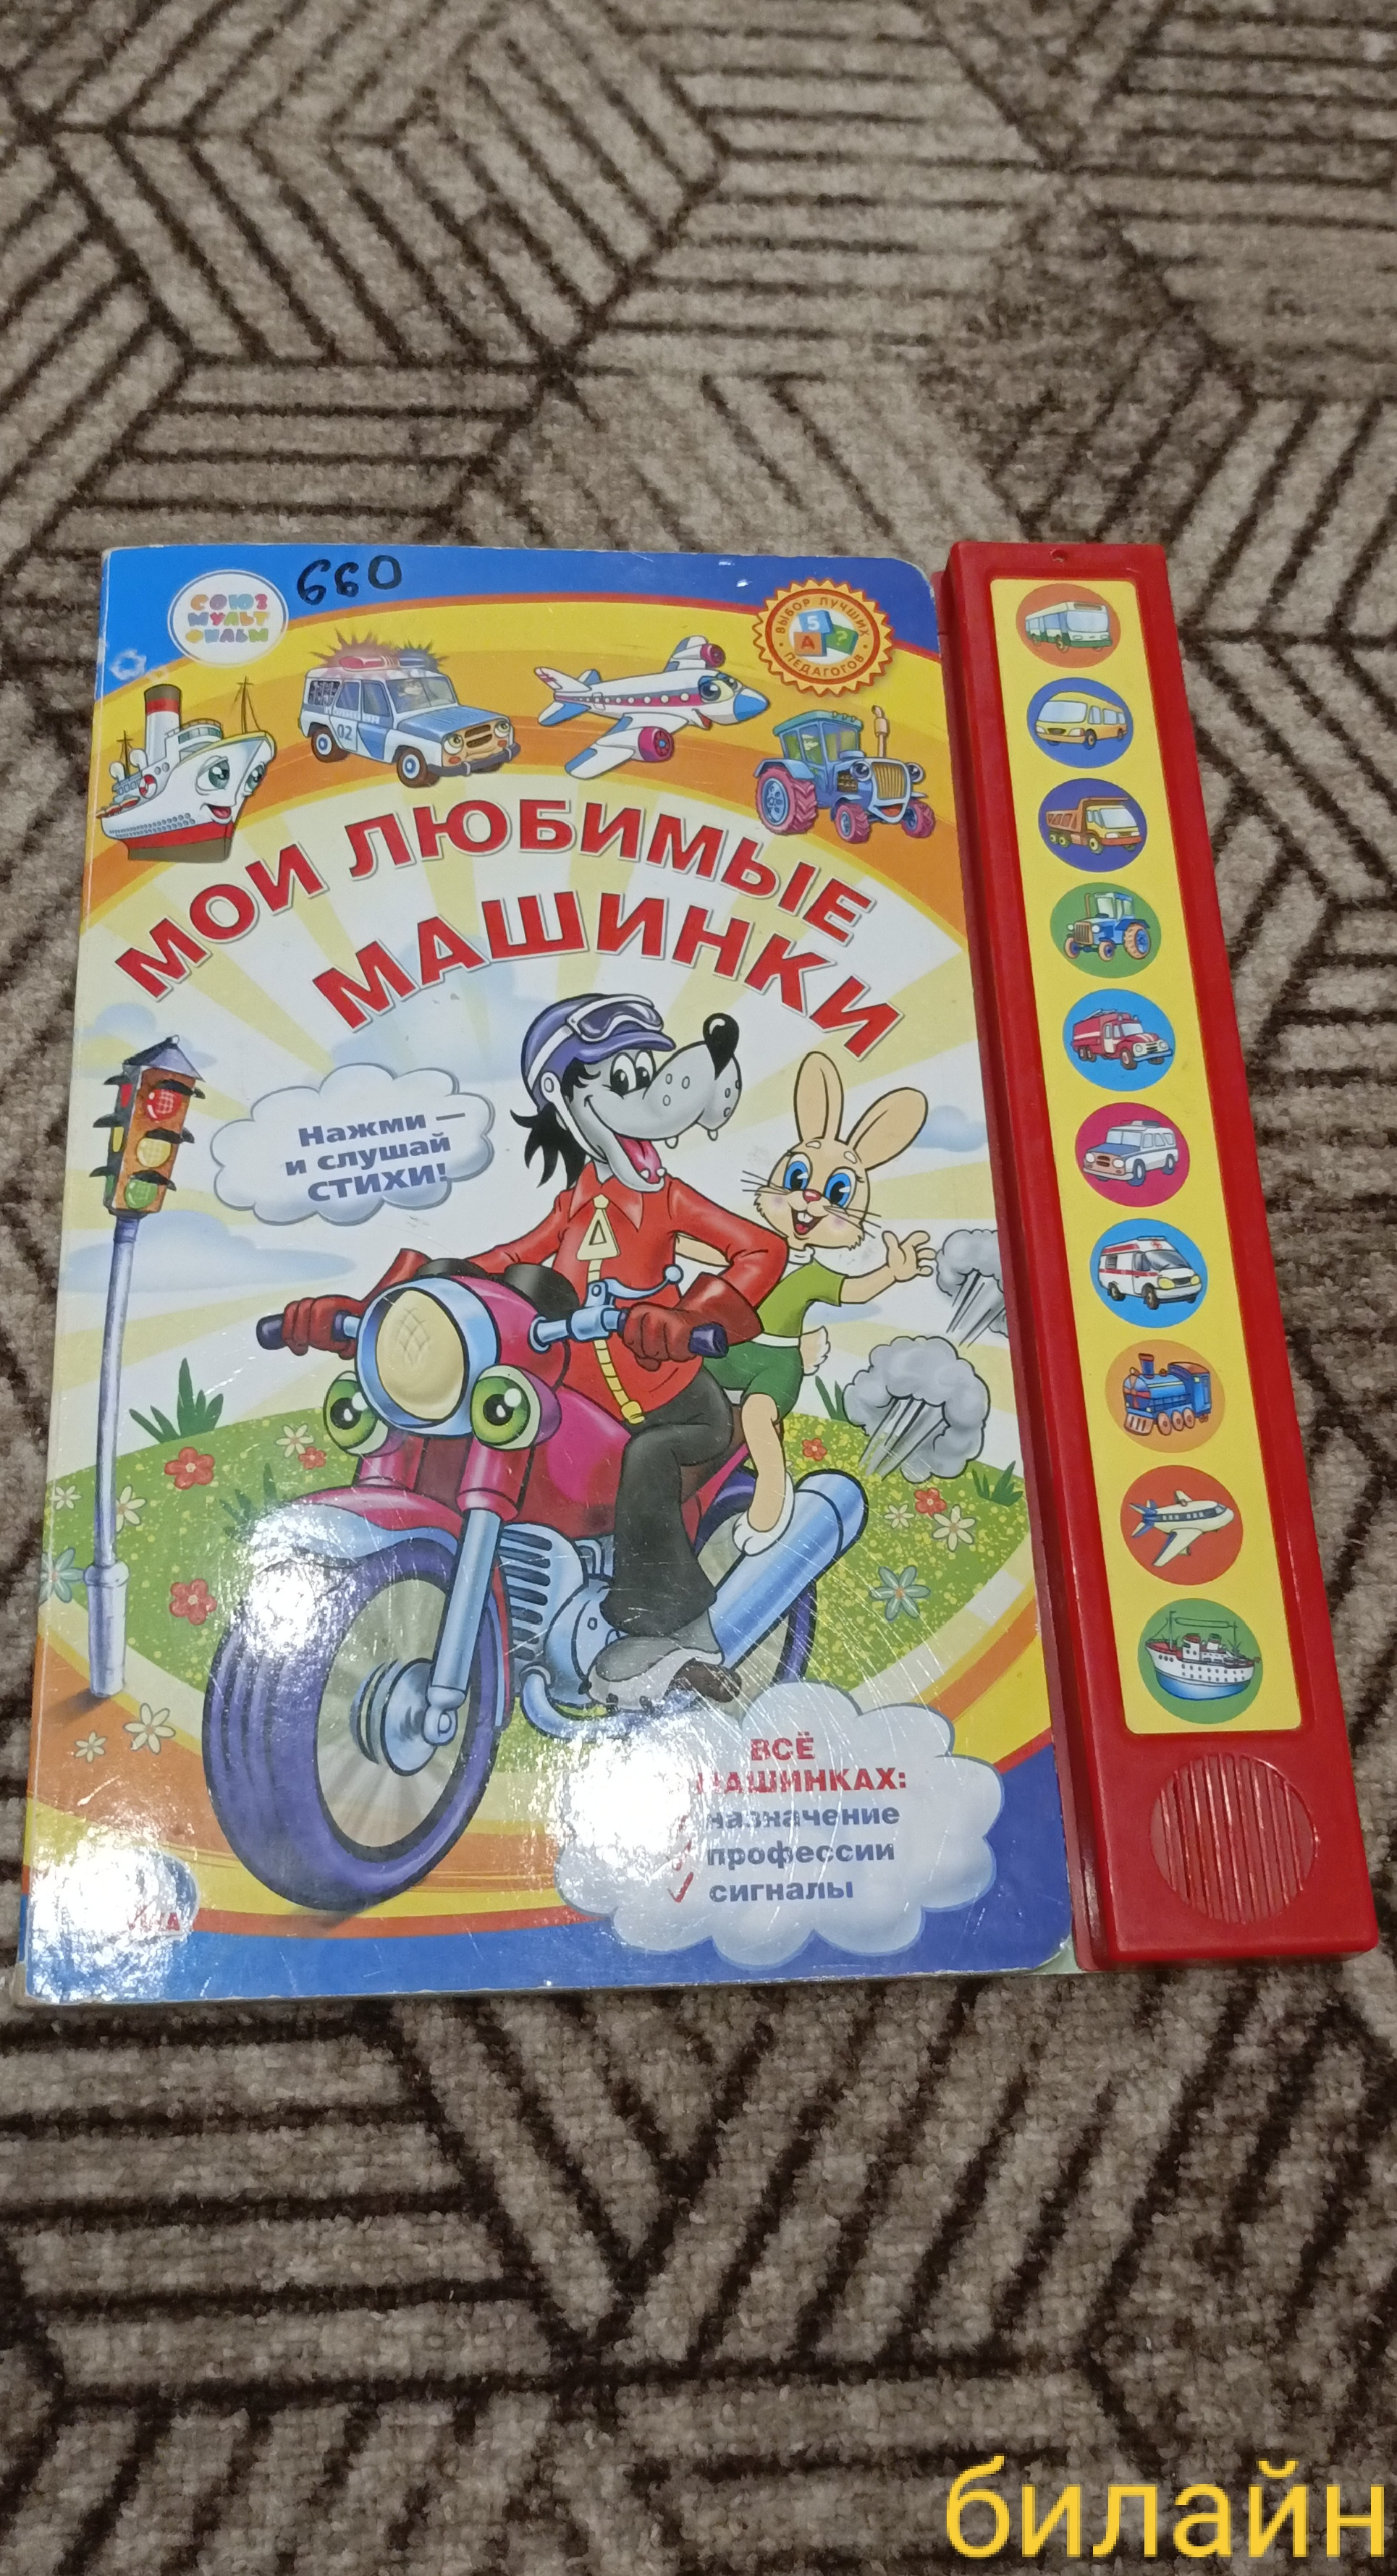 660
СОЮЗ
МУЛЬТ
ФИЛЬМ
ВЫБОР ЛУЧШИХ
ПЕДАГОГОВ
5
А
?
02
МОИ ЛЮБИМЫЕ
МАШИНКИ
Нажми –
и слушай
СТИХИ!
ВСЁ
МАШИНКАХ:
назначение
профессии
сигналы
билайн